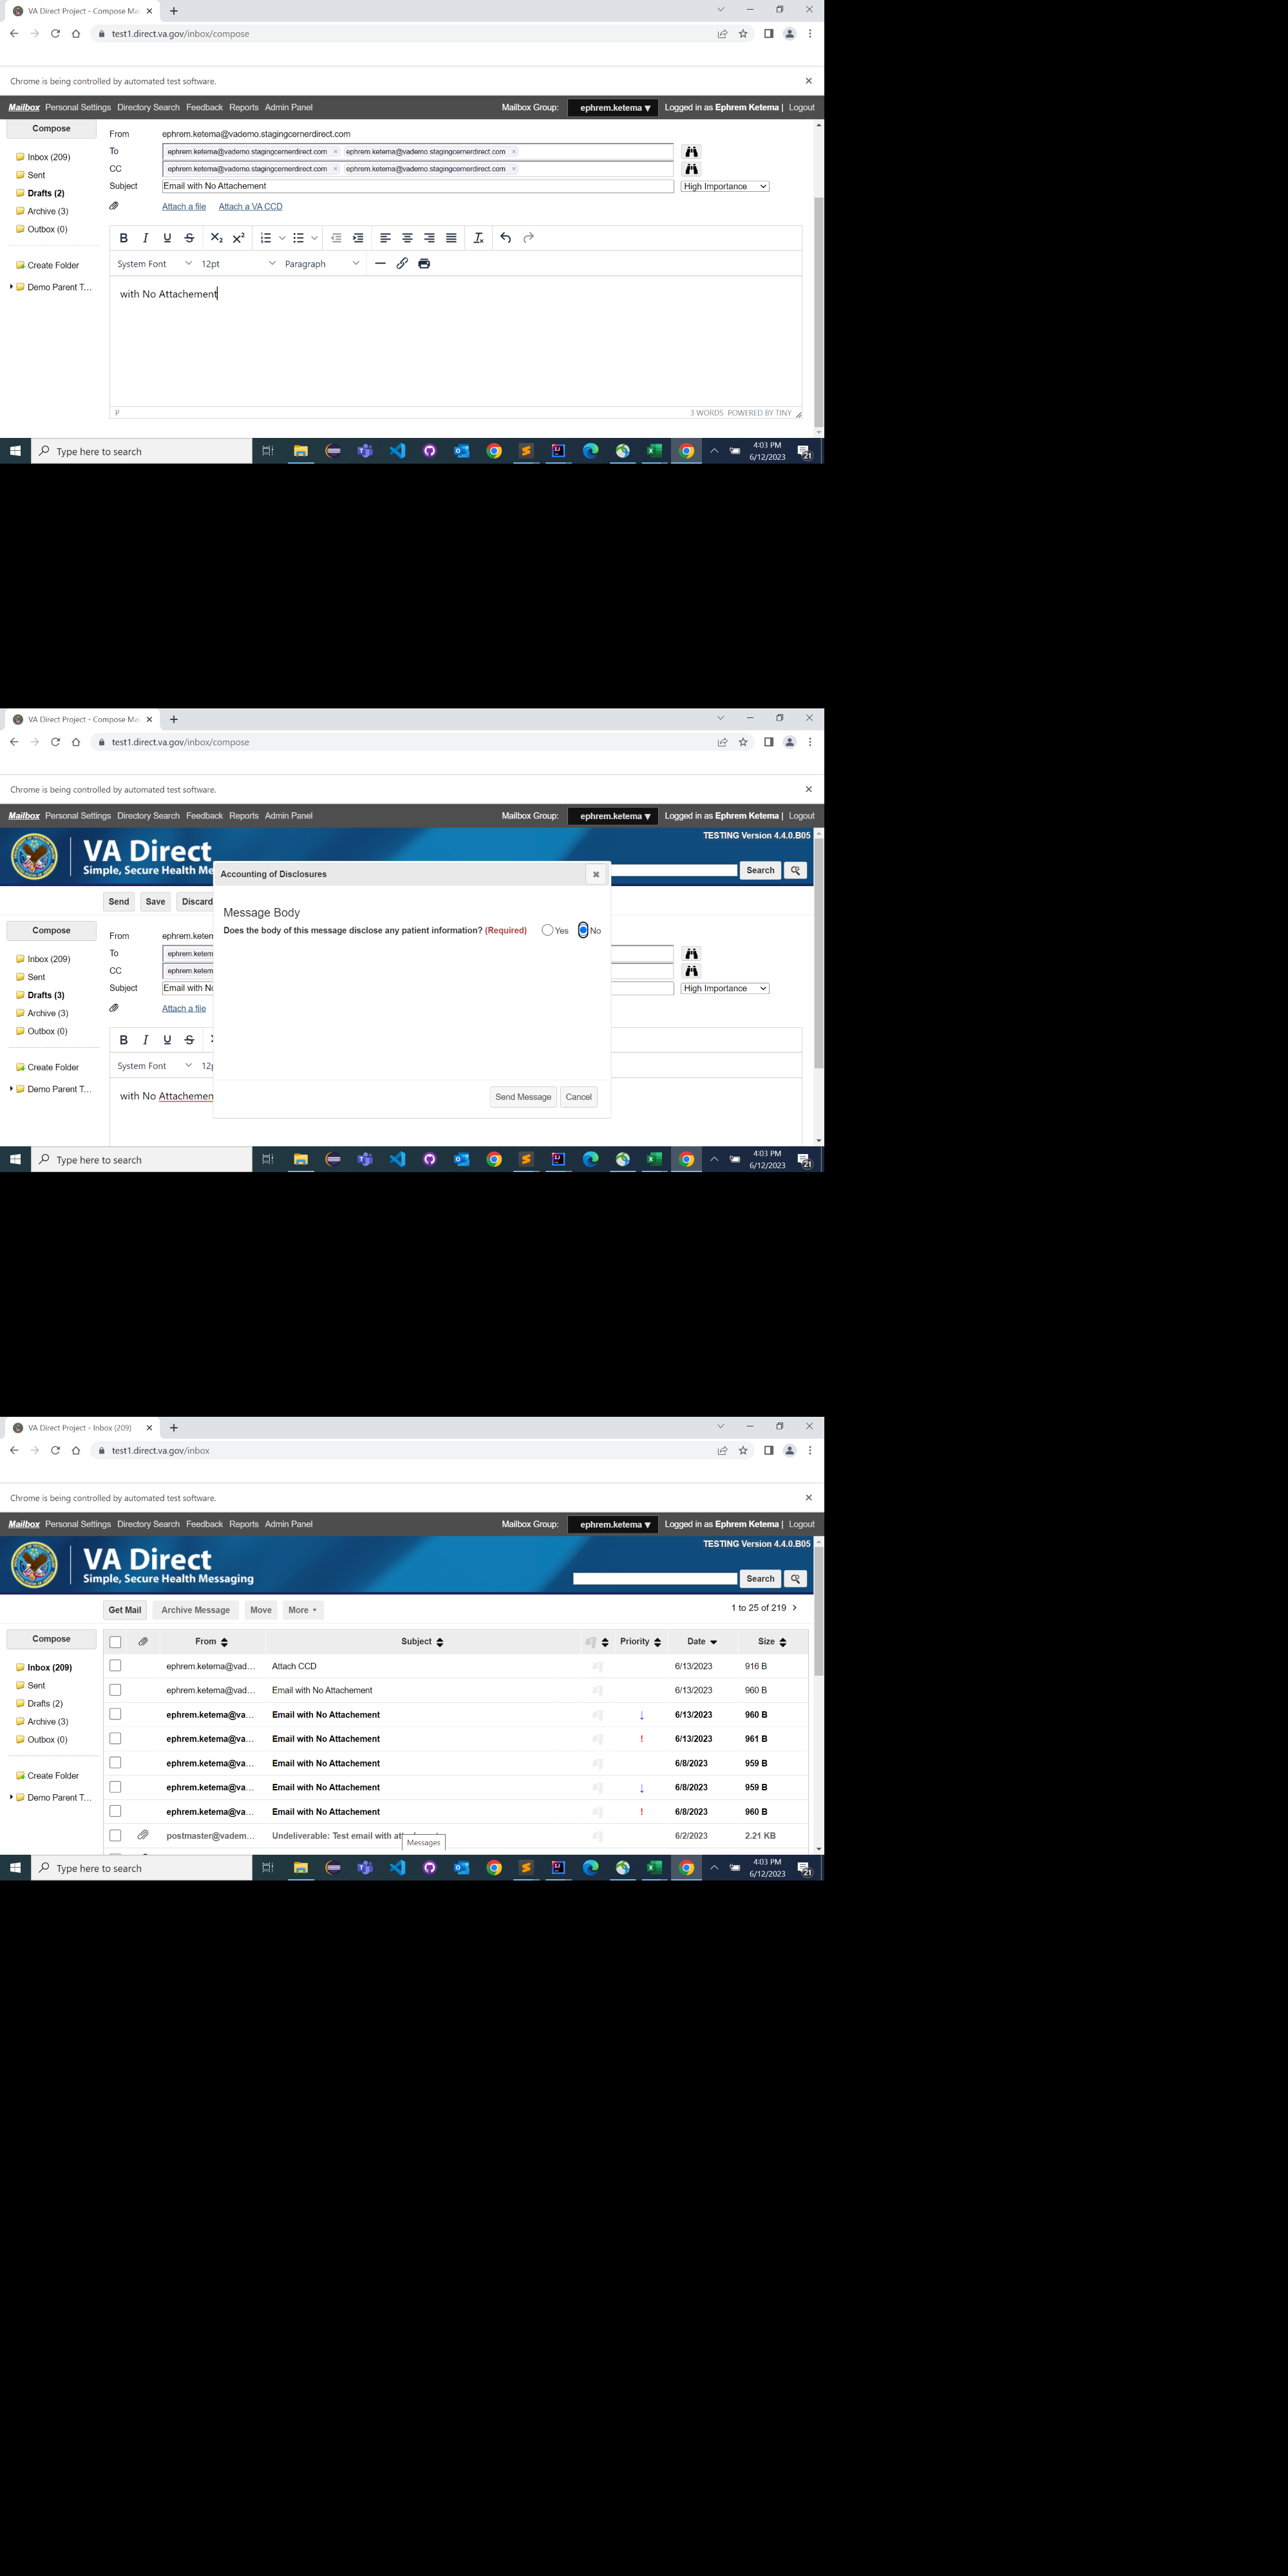 VA Direct Project - Compose Ma
test1.direct.va.gov/inbox/compose
Chrome is being controlled by automated test software.
Mailbox Personal Settings Directory Search Feedback Reports Admin Panel Mailbox Group: ephrem.ketema ▼ Logged in as Ephrem Ketema | Logout
Compose
From ephrem.ketema@vademo.stagingcernerdirect.com
Inbox (209)
To ephrem.ketema@vademo.stagingcernerdirect.com × ephrem.ketema@vademo.stagingcernerdirect.com ×
Sent
CC ephrem.ketema@vademo.stagingcernerdirect.com × ephrem.ketema@vademo.stagingcernerdirect.com ×
Drafts (2)
Subject Email with No Attachement High Importance
Archive (3)
Attach a file Attach a VA CCD
Outbox (0)
Create Folder
System Font 12pt Paragraph
Demo Parent T...
with No Attachement
P 3 WORDS POWERED BY TINY
Type here to search
4:03 PM
6/12/2023
21
VA Direct Project - Compose Ma
test1.direct.va.gov/inbox/compose
Chrome is being controlled by automated test software.
Mailbox Personal Settings Directory Search Feedback Reports Admin Panel Mailbox Group: ephrem.ketema ▼ Logged in as Ephrem Ketema | Logout
TESTING Version 4.4.0.B05
VA Direct
Simple, Secure Health Me
Search
Accounting of Disclosures
Send Save Discard
Message Body
Does the body of this message disclose any patient information? (Required) Yes No
Compose
From ephrem
Inbox (209)
To ephrem.ketem
Sent
CC ephrem.ketem
Drafts (3)
Subject Email with No High Importance
Archive (3)
Attach a file
Outbox (0)
Create Folder
System Font 12p
Demo Parent T...
with No Attachemen
Send Message Cancel
Type here to search
4:03 PM
6/12/2023
21
VA Direct Project - Inbox (209)
test1.direct.va.gov/inbox
Chrome is being controlled by automated test software.
Mailbox Personal Settings Directory Search Feedback Reports Admin Panel Mailbox Group: ephrem.ketema ▼ Logged in as Ephrem Ketema | Logout
TESTING Version 4.4.0.B05
VA Direct
Simple, Secure Health Messaging
Search
Get Mail Archive Message Move More 1 to 25 of 219 >
Compose
Inbox (209)
Sent
Drafts (2)
Archive (3)
Outbox (0)
Create Folder
Demo Parent T...
From Subject Priority Date Size
ephrem.ketema@vad... Attach CCD 6/13/2023 916 B
ephrem.ketema@vad... Email with No Attachement 6/13/2023 960 B
ephrem.ketema@va... Email with No Attachement ↓ 6/13/2023 960 B
ephrem.ketema@va... Email with No Attachement ! 6/13/2023 961 B
ephrem.ketema@va... Email with No Attachement 6/8/2023 959 B
ephrem.ketema@va... Email with No Attachement ↓ 6/8/2023 959 B
ephrem.ketema@va... Email with No Attachement ! 6/8/2023 960 B
postmaster@vadem... Undeliverable: Test email with at 6/2/2023 2.21 KB
Messages
Type here to search
4:03 PM
6/12/2023
21